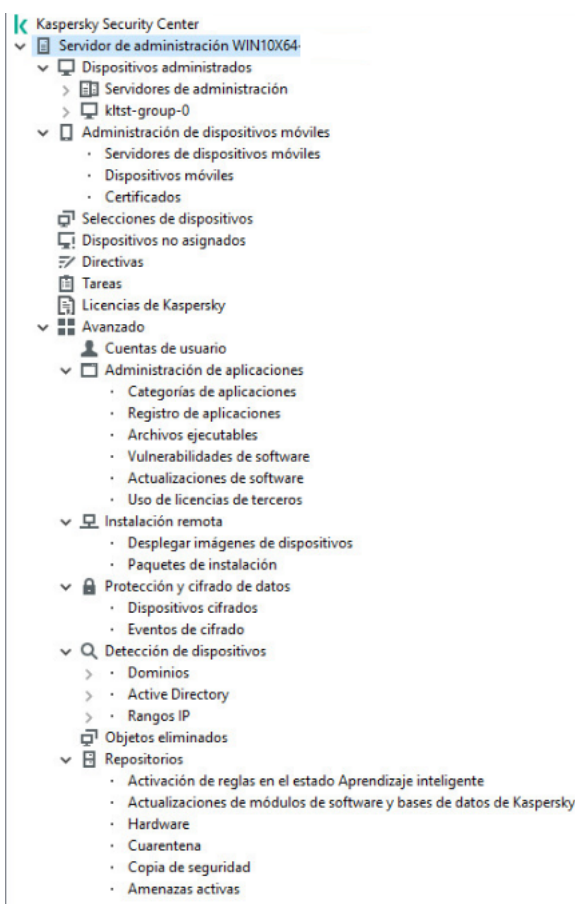 Kaspersky Security Center
Servidor de administración WIN10X64-
Dispositivos administrados
Servidores de administración
kltst-group-0
Administración de dispositivos móviles
Servidores de dispositivos móviles
Dispositivos móviles
Certificados
Selecciones de dispositivos
Dispositivos no asignados
Directivas
Tareas
Licencias de Kaspersky
Avanzado
Cuentas de usuario
Administración de aplicaciones
Categorías de aplicaciones
Registro de aplicaciones
Archivos ejecutables
Vulnerabilidades de software
Actualizaciones de software
Uso de licencias de terceros
Instalación remota
Desplegar imágenes de dispositivos
Paquetes de instalación
Protección y cifrado de datos
Dispositivos cifrados
Eventos de cifrado
Detección de dispositivos
Dominios
Active Directory
Rangos IP
Objetos eliminados
Repositorios
Activación de reglas en el estado Aprendizaje inteligente
Actualizaciones de módulos de software y bases de datos de Kaspersky
Hardware
Cuarentena
Copia de seguridad
Amenazas activas